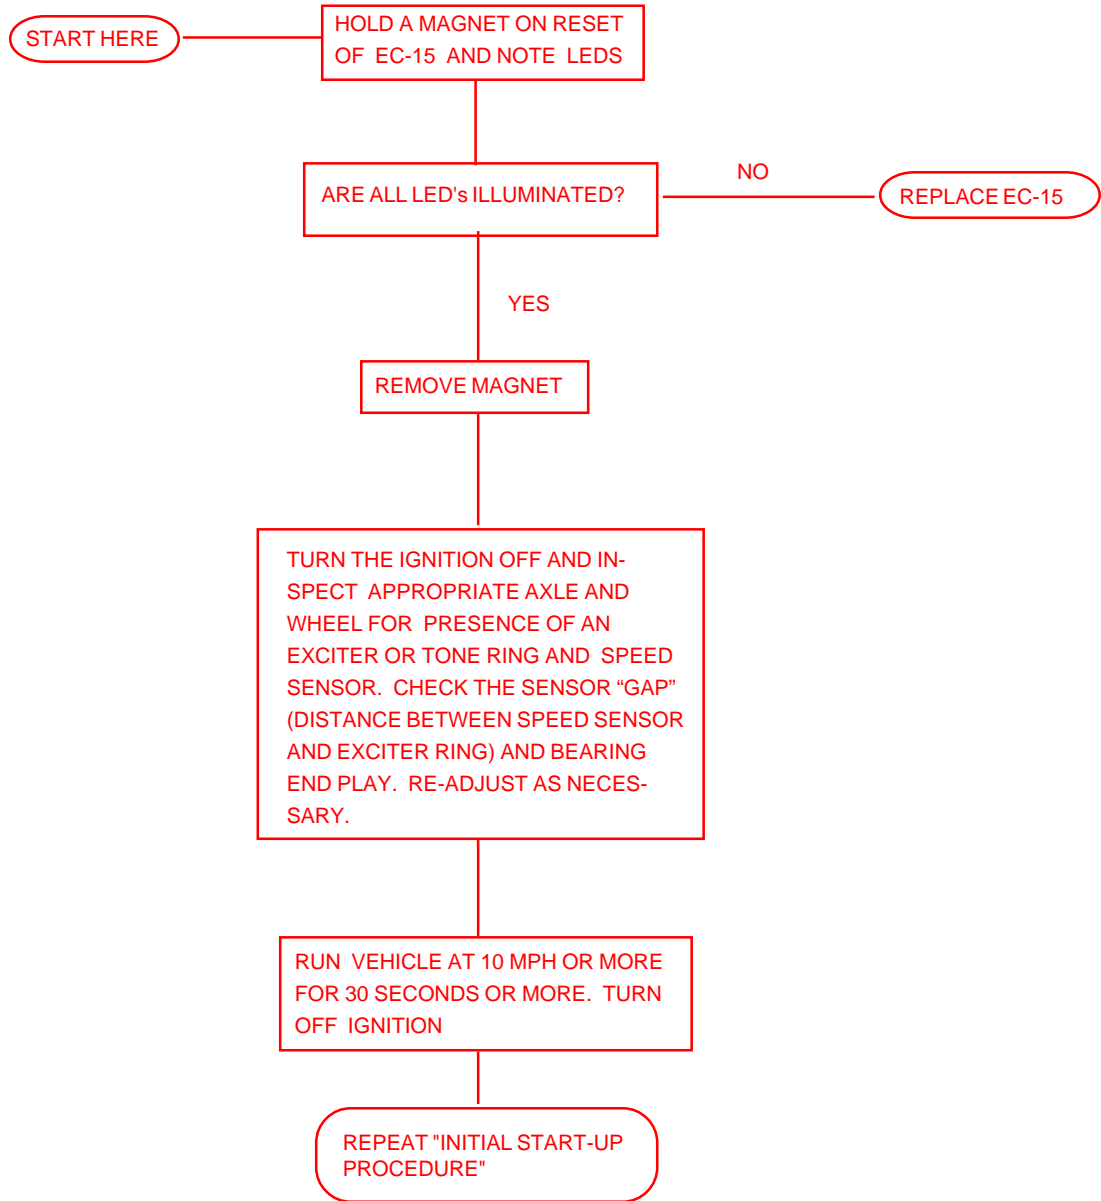 START HERE
HOLD A MAGNET ON RESET
OF EC-15 AND NOTE LEDS
ARE ALL LED's ILLUMINATED?
NO
REPLACE EC-15
YES
REMOVE MAGNET
TURN THE IGNITION OFF AND IN-
SPECT APPROPRIATE AXLE AND
WHEEL FOR PRESENCE OF AN
EXCITER OR TONE RING AND SPEED
SENSOR. CHECK THE SENSOR “GAP”
(DISTANCE BETWEEN SPEED SENSOR
AND EXCITER RING) AND BEARING
END PLAY. RE-ADJUST AS NECES-
SARY.
RUN VEHICLE AT 10 MPH OR MORE
FOR 30 SECONDS OR MORE. TURN
OFF IGNITION
REPEAT "INITIAL START-UP
PROCEDURE"